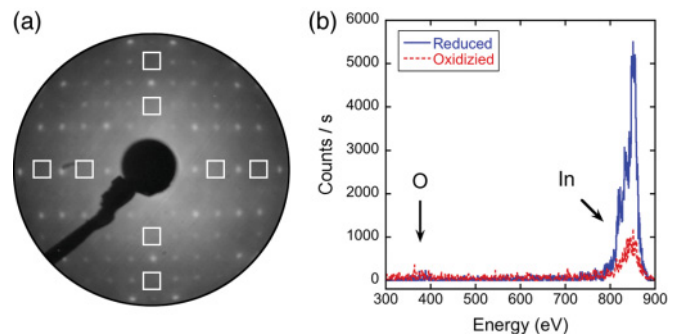 (a)
(b)
6000
5000
4000
3000
2000
1000
0
Counts / s
Reduced
Oxidizied
O
In
300 400 500 600 700 800 900
Energy (eV)